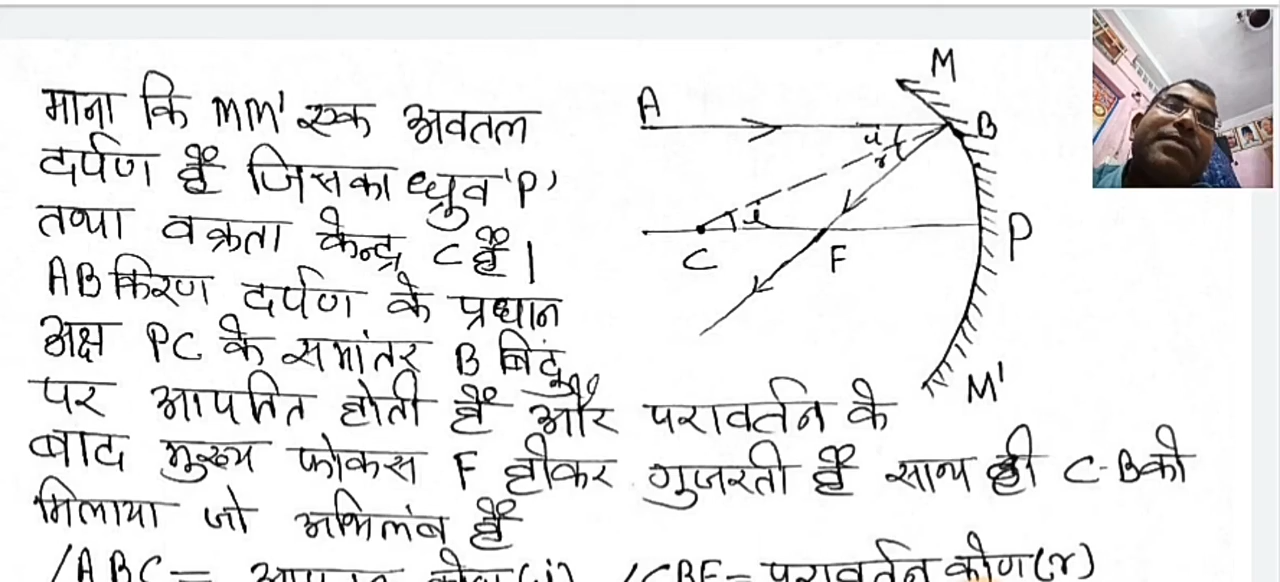 माना कि MM' एक अवतल
दर्पण हैं जिसका ध्रुव 'P'
तथा वक्रता केन्द्र C हैं।
AB किरण दर्पण के प्रधान
अक्ष PC के समांतर B बिंदु
पर आपतित होती हैं और परावर्तन के
बाद मुख्य फोकस F होकर गुजरती हैं साथ ही C-B को
मिलाया जो अभिलंब हैं
∠ABC = कोण(i) ∠CBF = परावर्तन कोण(r)
M
A
B
i
r
i
C
F
P
M'